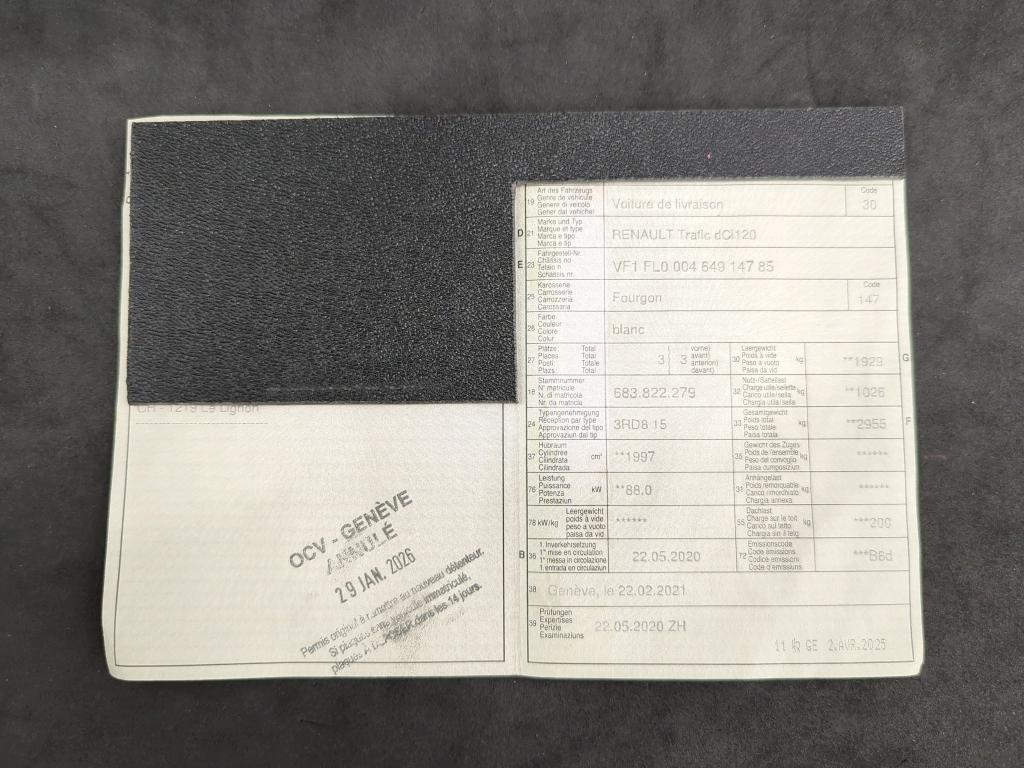 CH - 1219 Le Lignon
OCV - GENÈVE
ANNULÉ
29 JAN. 2026
Permis original à remettre au nouveau détenteur.
Si plaques véhicule immatriculé,
plaques À DÉPOSER dans les 14 jours.
19 Art des Fahrzeugs
Genre de véhicule
Genere di veicolo
Gener dal vehichel
Voiture de livraison
Code
30
D 21 Marke und Typ
Marque et type
Marca e tipo
Marca e tip
RENAULT Trafic dCi120
E 23 Fahrgestell-Nr.
Châssis no
Telaio n.
Schassis nr.
VF1 FL0 004 649 147 85
25 Karosserie
Carrosserie
Carrozzeria
Carossaria
Fourgon
Code
147
26 Farbe
Couleur
Colore
Colur
blanc
27 Plätze: Total
Places: Total
Posti: Totale
Plazs: Total
3
3
vorne)
avant)
anteriori)
davant)
30 Leergewicht
Poids à vide
Peso a vuoto
Paisa da vid
kg
**1929
G
18 Stammnummer
N° matricule
N. di matricola
Nr. da matricla
683.822.279
32 Nutz-/Sattellast
Charge utile/sellette
Carico utile/sella
Chargia utila/sella
kg
**1026
24 Typengenehmigung
Réception par type
Approvazione del tipo
Approvaziun dal tip
3RD8 15
33 Gesamtgewicht
Poids total
Peso totale
Paisa totala
kg
**2955
F
37 Hubraum
Cylindrée
Cilindrata
Cilindrada
cm³
**1997
35 Gewicht des Zuges
Poids de l'ensemble
Peso del convoglio
Paisa cumposiziun
kg
******
76 Leistung
Puissance
Potenza
Prestaziun
kW
**88.0
31 Anhängelast
Poids remorquable
Carico rimorchiato
Chargia annexa
kg
******
78 kW/kg
Leergewicht
poids à vide
peso a vuoto
paisa da vid
******
55 Dachlast
Charge sur le toit
Carico sul tetto
Chargia sin il tetg
kg
***200
B 36 1. Inverkehrsetzung
1re mise en circulation
1a messa in circolazione
1. entrada en circulaziun
22.05.2020
72 Emissionscode
Code émissions
Codice emissioni
Code d'emissiuns
***B6d
38 Genève, le 22.02.2021
39 Prüfungen
Expertises
Perizie
Examinaziuns
22.05.2020 ZH
11 GE 2.AVR.2025